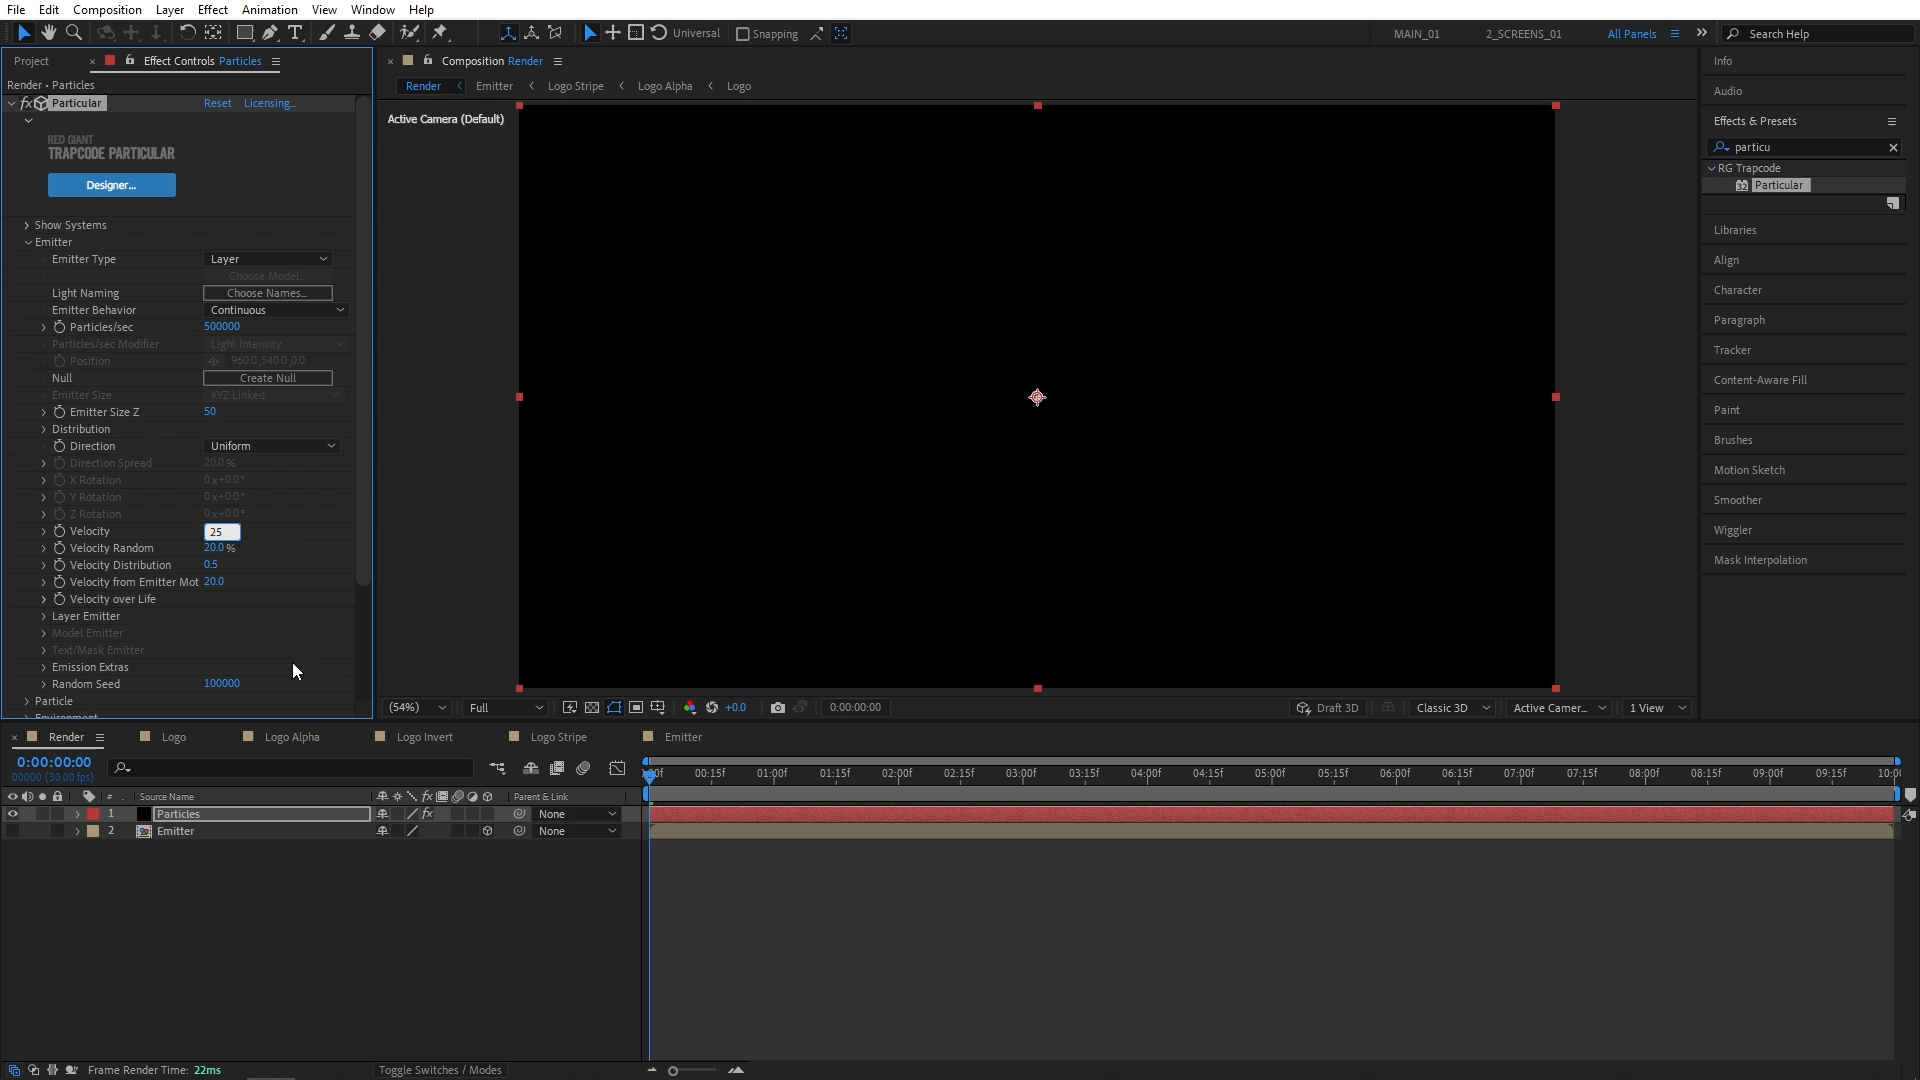 File Edit Composition Layer Effect Animation View Window Help
Universal Snapping MAIN_01 2_SCREENS_01 All Panels Search Help
Project Effect Controls Particles
Composition Render
Render • Particles
Render Emitter Logo Stripe Logo Alpha Logo
fx Particular Reset Licensing...
Active Camera (Default)
RED GIANT
TRAPCODE PARTICULAR
Designer...
Show Systems
Emitter
Emitter Type Layer
Choose Model...
Light Naming Choose Names...
Emitter Behavior Continuous
Particles/sec 500000
Particles/sec Modifier Light Intensity
Position 960.0,540.0,0.0
Null Create Null
Emitter Size XYZ Linked
Emitter Size Z 50
Distribution
Direction Uniform
Direction Spread 20.0 %
X Rotation 0x+0.0°
Y Rotation 0x+0.0°
Z Rotation 0x+0.0°
Velocity 25
Velocity Random 20.0 %
Velocity Distribution 0.5
Velocity from Emitter Mot 20.0
Velocity over Life
Layer Emitter
Model Emitter
Text/Mask Emitter
Emission Extras
Random Seed 100000
Particle
Environment
(54%) Full +0.0 0:00:00:00 Draft 3D Classic 3D Active Camer... 1 View
Info
Audio
Effects & Presets
particu
RG Trapcode
32 Particular
Libraries
Align
Character
Paragraph
Tracker
Content-Aware Fill
Paint
Brushes
Motion Sketch
Smoother
Wiggler
Mask Interpolation
Render Logo Logo Alpha Logo Invert Logo Stripe Emitter
0:00:00:00
00000 (30.00 fps)
00:15f 01:00f 01:15f 02:00f 02:15f 03:00f 03:15f 04:00f 04:15f 05:00f 05:15f 06:00f 06:15f 07:00f 07:15f 08:00f 08:15f 09:00f 09:15f
# Source Name fx Parent & Link
1 Particles fx None
2 Emitter None
Frame Render Time: 22ms Toggle Switches / Modes